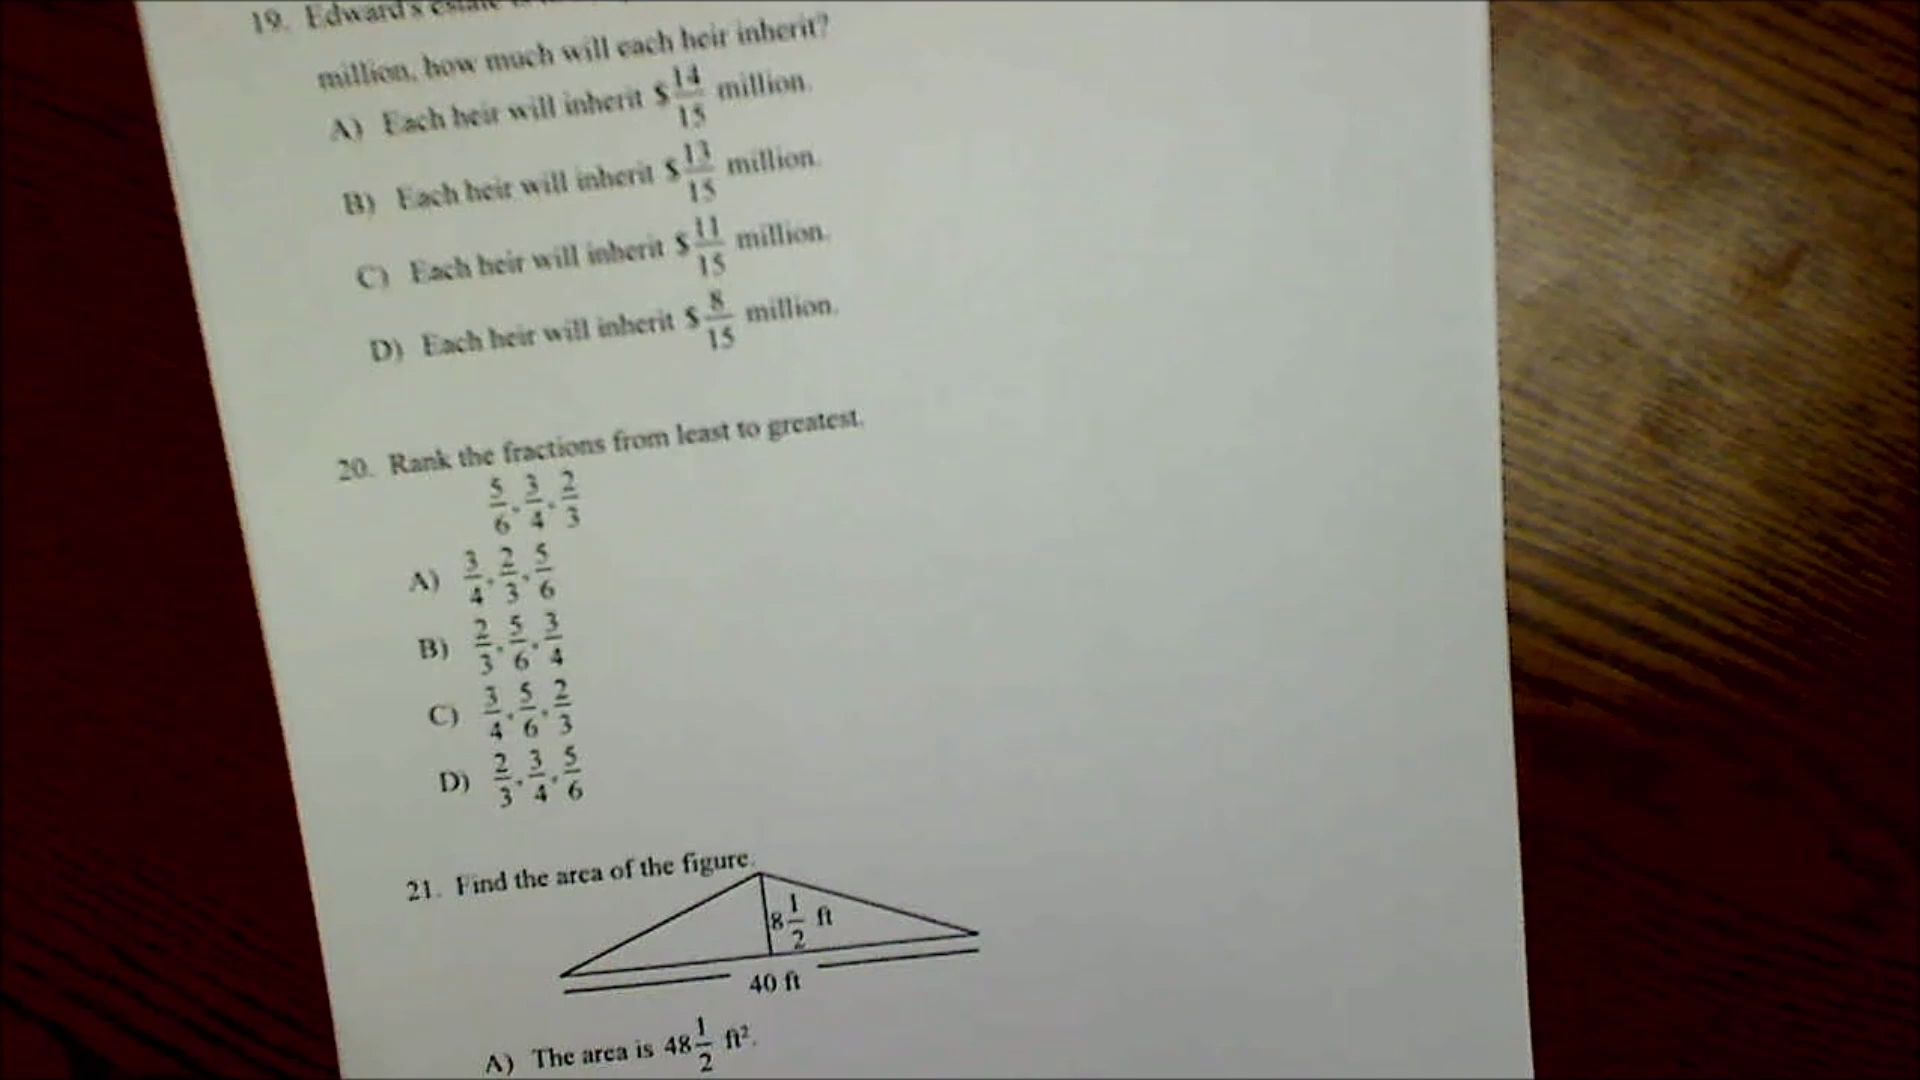 19. Edward's estate
million, how much will each heir inherit?
A) Each heir will inherit $14/15 million.
B) Each heir will inherit $13/15 million.
C) Each heir will inherit $11/15 million.
D) Each heir will inherit $8/15 million.
20. Rank the fractions from least to greatest.
5/6, 3/4, 2/3
A) 3/4, 2/3, 5/6
B) 2/3, 5/6, 3/4
C) 3/4, 5/6, 2/3
D) 2/3, 3/4, 5/6
21. Find the area of the figure.
8 1/2 ft
40 ft
A) The area is 48 1/2 ft².